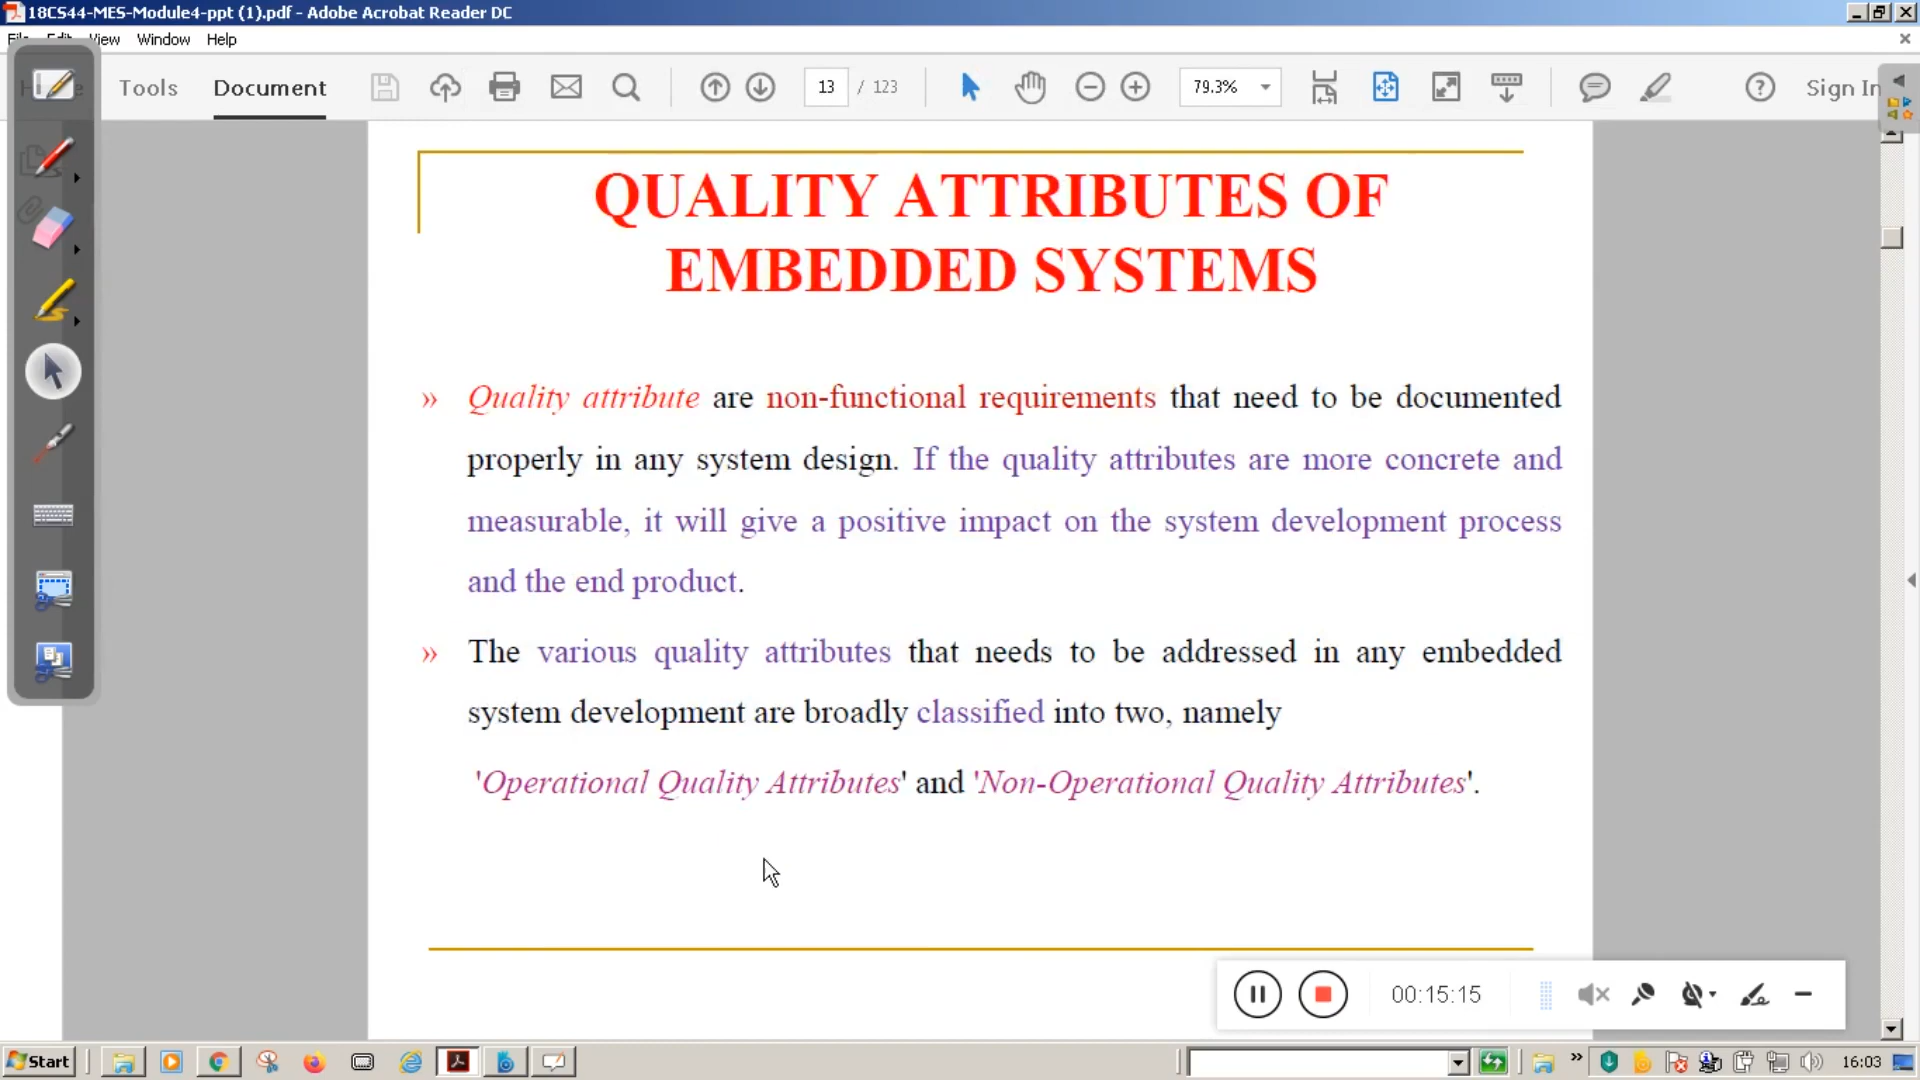 18CS44-MES-Module4-ppt (1).pdf - Adobe Acrobat Reader DC
File Edit View Window Help
Tools Document 13 / 123 79.3% Sign In
QUALITY ATTRIBUTES OF
EMBEDDED SYSTEMS
» Quality attribute are non-functional requirements that need to be documented
properly in any system design. If the quality attributes are more concrete and
measurable, it will give a positive impact on the system development process
and the end product.
» The various quality attributes that needs to be addressed in any embedded
system development are broadly classified into two, namely
'Operational Quality Attributes' and 'Non-Operational Quality Attributes'.
00:15:15
Start
16:03